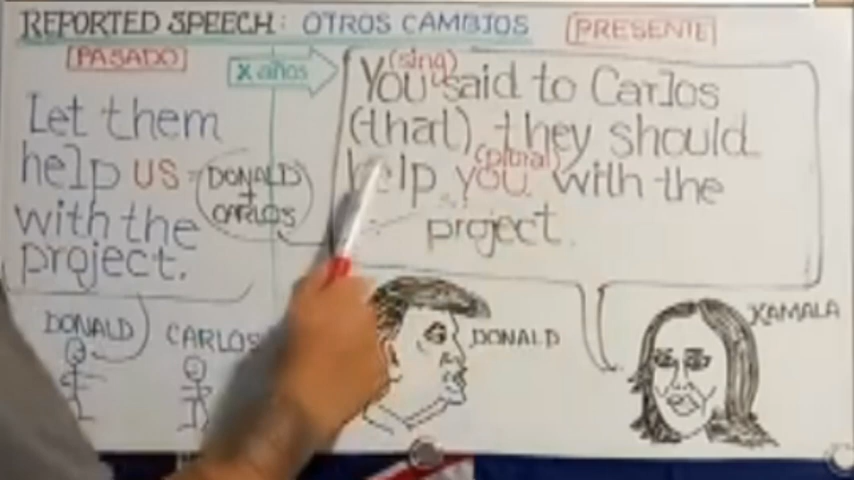 REPORTED SPEECH: OTROS CAMBIOS
PRESENTE
PASADO
X años
Let them
help US = DONALD
+
CARLOS
with the
project.
DONALD
CARLOS
(sing)
You said to Carlos
(that), they should
(plural)
help you with the
project.
DONALD
KAMALA